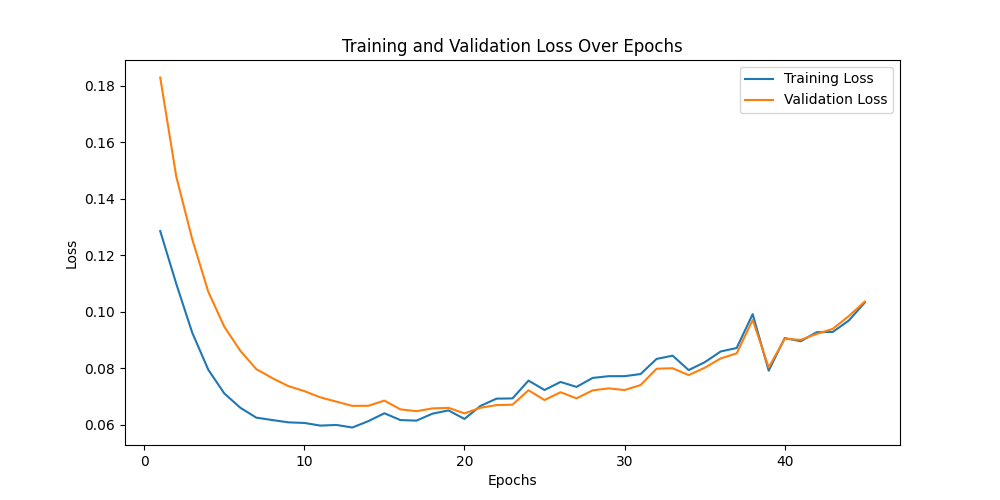 Training and Validation Loss Over Epochs
Training Loss
Validation Loss
0.18
0.16
0.14
0.12
0.10
0.08
0.06
Loss
0
10
20
30
40
Epochs